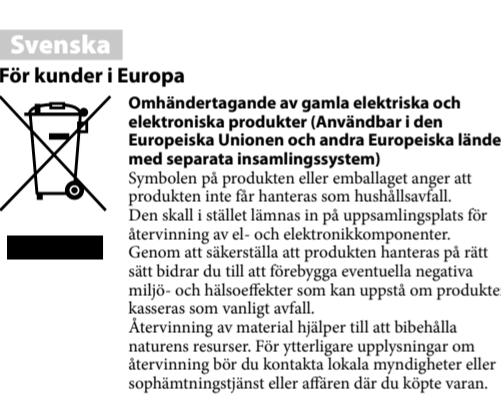 Svenska
För kunder i Europa
Omhändertagande av gamla elektriska och
elektroniska produkter (Användbar i den
Europeiska Unionen och andra Europeiska lände
med separata insamlingssystem)
Symbolen på produkten eller emballaget anger att
produkten inte får hanteras som hushållsavfall.
Den skall i stället lämnas in på uppsamlingsplats för
återvinning av el- och elektronikkomponenter.
Genom att säkerställa att produkten hanteras på rätt
sätt bidrar du till att förebygga eventuella negativa
miljö- och hälsoeffekter som kan uppstå om produkte
kasseras som vanligt avfall.
Återvinning av material hjälper till att bibehålla
naturens resurser. För ytterligare upplysningar om
återvinning bör du kontakta lokala myndigheter eller
sophämtningstjänst eller affären där du köpte varan.